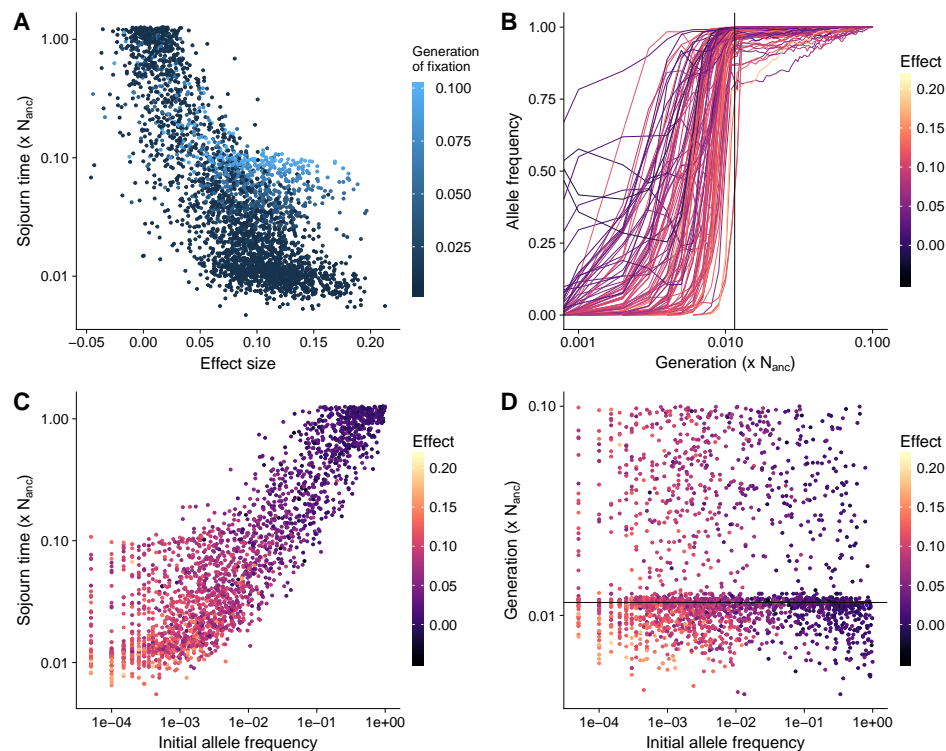 A
Sojourn time (x Nanc)
1.00
0.10
0.01
−0.05
0.00
0.05
0.10
0.15
0.20
Effect size
Generation
of fixation
0.100
0.075
0.050
0.025
B
Allele frequency
1.00
0.75
0.50
0.25
0.00
0.001
0.010
0.100
Generation (x Nanc)
Effect
0.20
0.15
0.10
0.05
0.00
C
Sojourn time (x Nanc)
1.00
0.10
0.01
1e−04
1e−03
1e−02
1e−01
1e+00
Initial allele frequency
Effect
0.20
0.15
0.10
0.05
0.00
D
Generation (x Nanc)
0.10
0.01
1e−04
1e−03
1e−02
1e−01
1e+00
Initial allele frequency
Effect
0.20
0.15
0.10
0.05
0.00